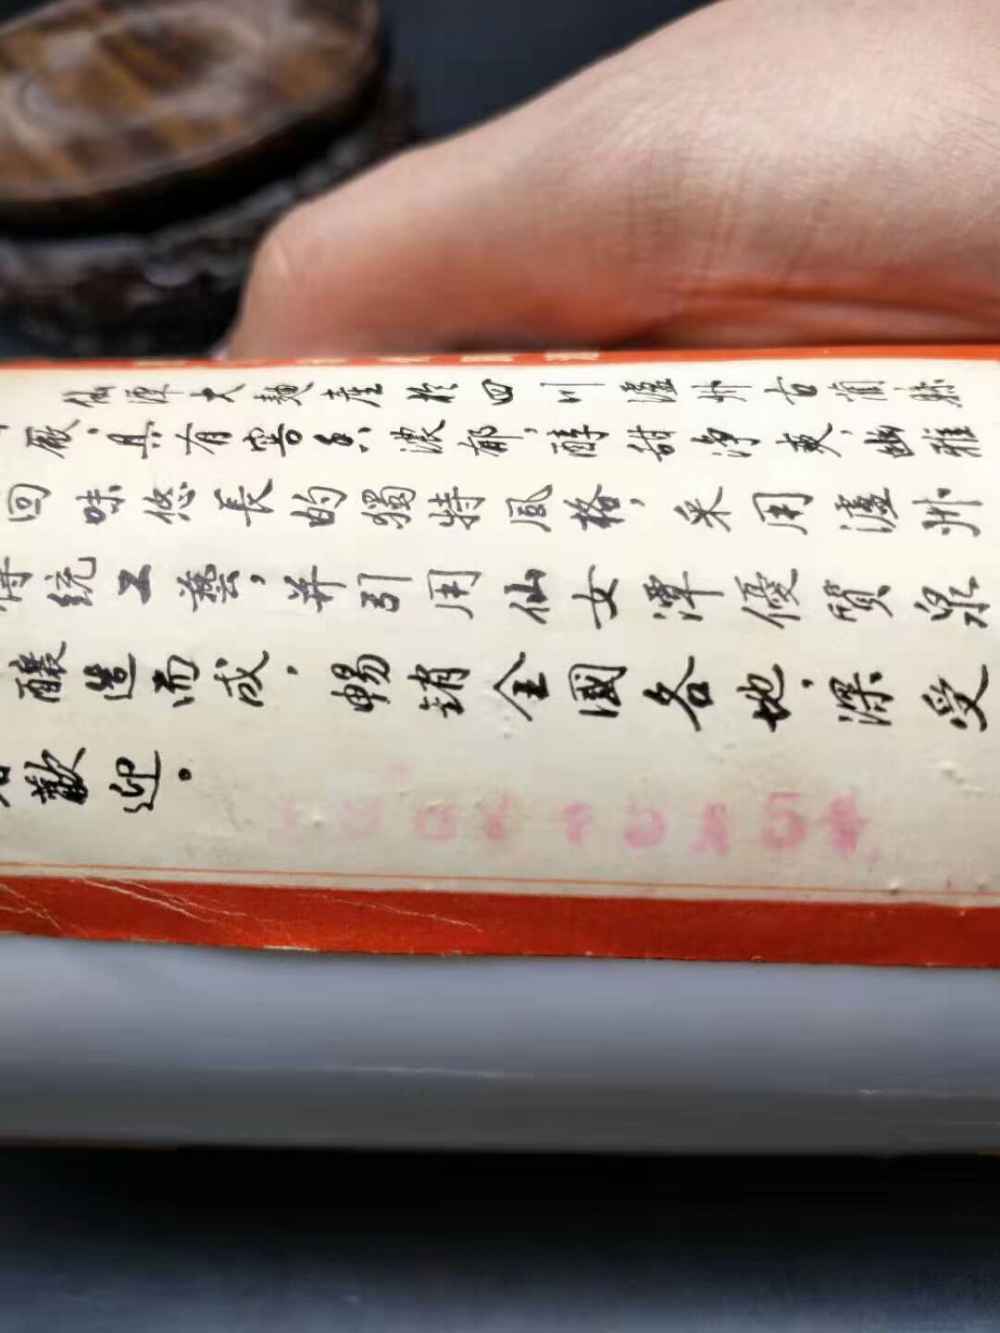 仙潭大麯產於四川瀘州古藺縣
廠，具有窖香濃郁，醇甜淨爽，幽雅
回味悠長的獨特風格，采用瀘州
傳統工藝，并引用仙女潭優質泉
釀造而成，暢銷全國各地，深受
歡迎。